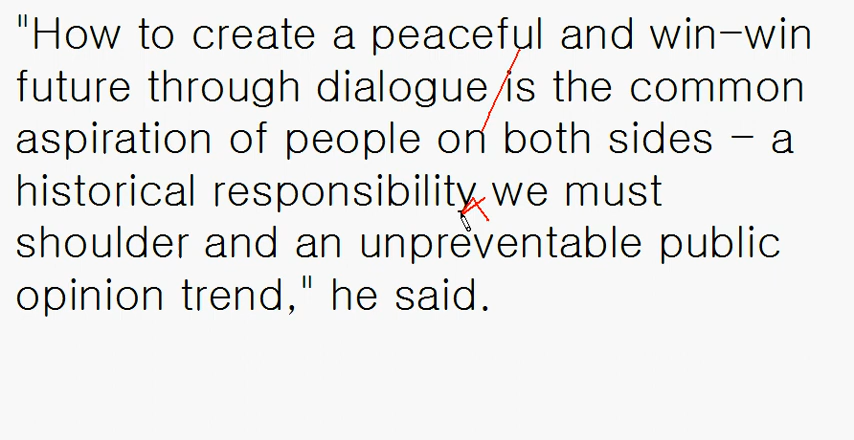 "How to create a peaceful and win-win
future through dialogue is the common
aspiration of people on both sides - a
historical responsibility we must
shoulder and an unpreventable public
opinion trend," he said.